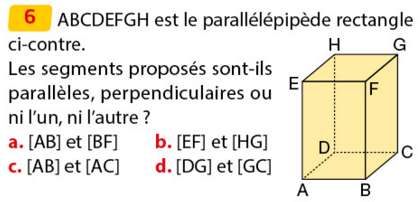 6 ABCDEFGH est le parallélépipède rectangle
ci-contre.
Les segments proposés sont-ils
parallèles, perpendiculaires ou
ni l'un, ni l'autre ?
a. [AB] et [BF] b. [EF] et [HG]
c. [AB] et [AC] d. [DG] et [GC]
H G
E F
D C
A B